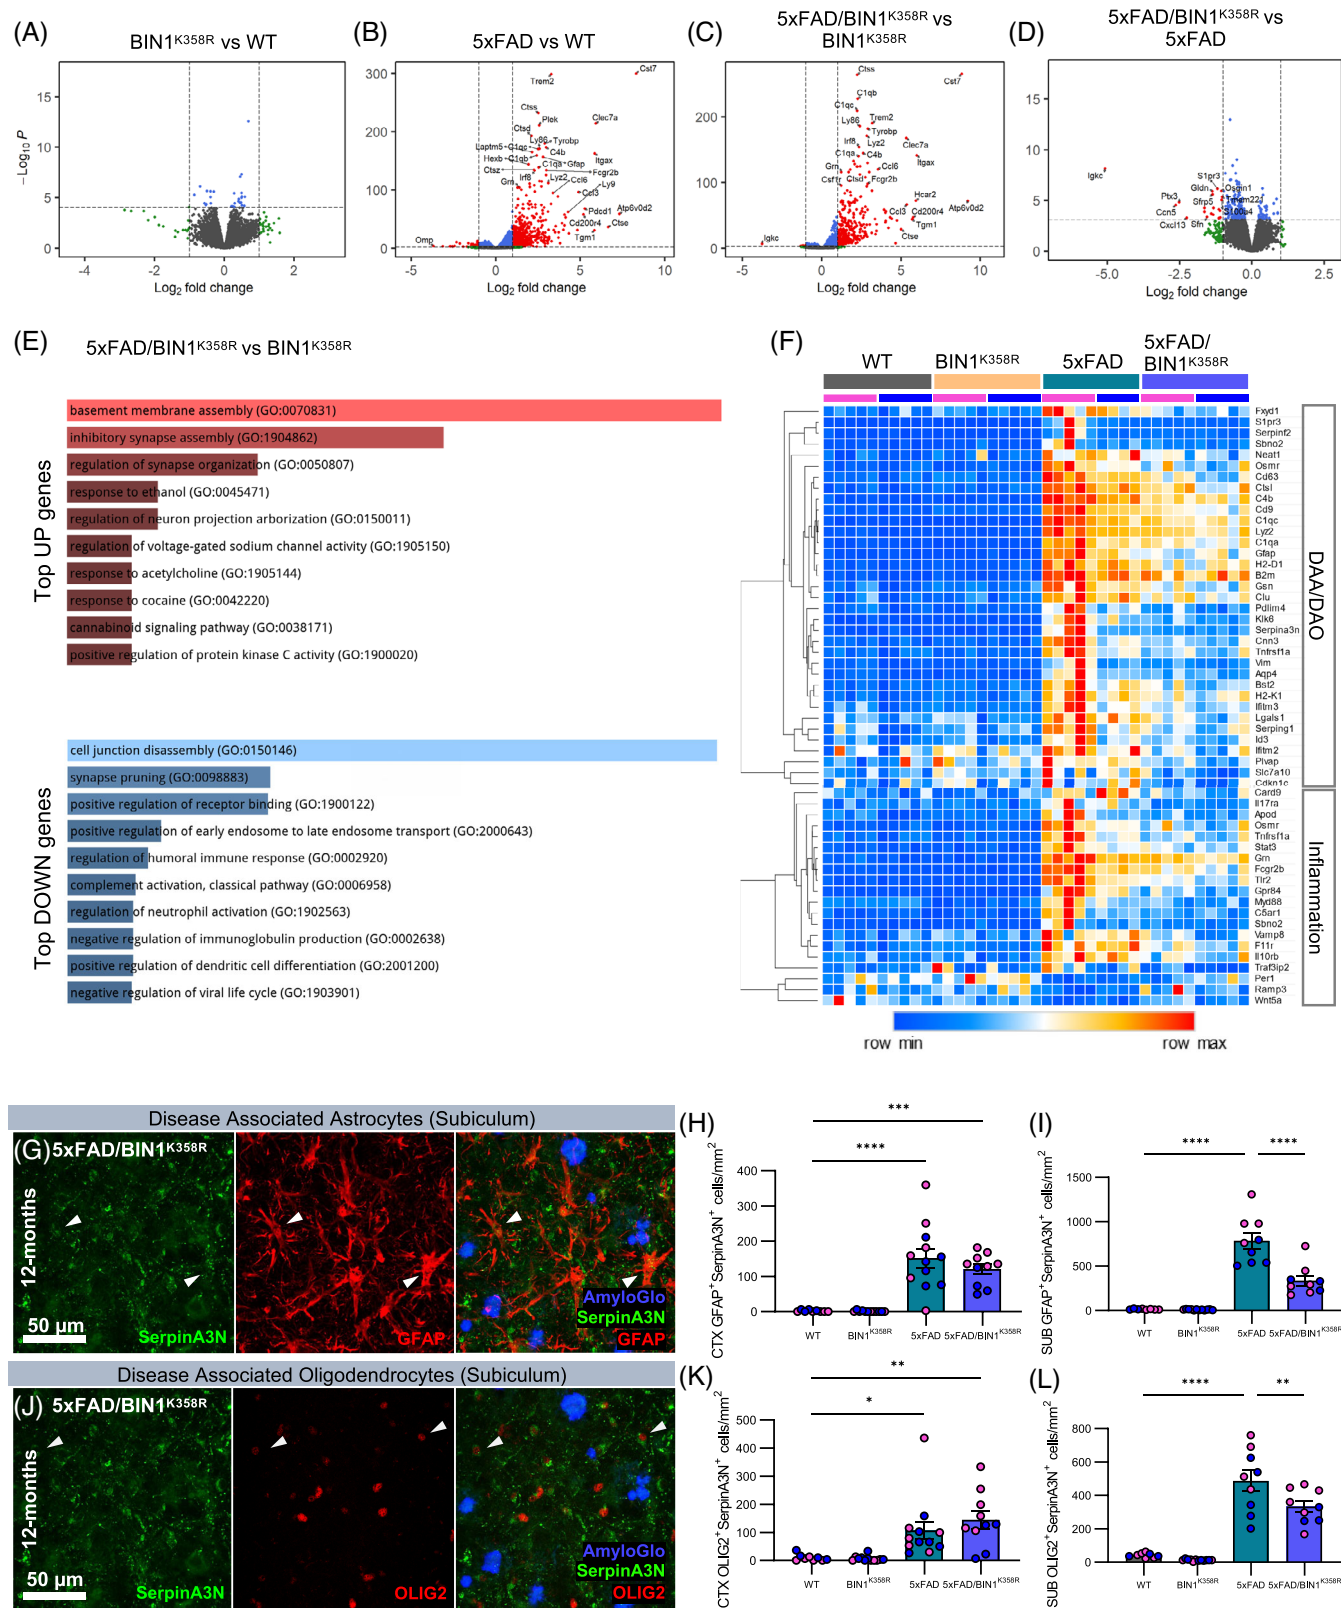 (A)
BIN1K358R vs WT
(B)
5xFAD vs WT
(C)
5xFAD/BIN1K358R vs
BIN1K358R
(D)
5xFAD/BIN1K358R vs
5xFAD
−Log10 P
15
10
5
0
-4 -2 0 2
Log2 fold change
300
200
100
0
-5 0 5 10
Log2 fold change
Trem2
Cst7
Ctss
Plek
Clec7a
Ctsd
Ly86 Tyrobp
Laptm5 C1qc
C4b
Itgax
Hexb C1qb
C1qa Gfap
Ctsz
Fcgr2b
Irf8
Lyz2
Ccl6
Grn
Ly9
Ccl3
Pdcd1 Atp6v0d2
Cd200r4
Ctse
Tgm1
Omp
200
100
0
-5 0 5 10
Log2 fold change
Ctss
Cst7
C1qb
C1qc
Trem2
Ly86
Tyrobp
Irf8
Lyz2
Clec7a
C1qa C4b
Itgax
Grn
Ccl6
Csf1r Ctsd Fcgr2b
Hcar2
Atp6v0d2
Ccl3 Cd200r4
Tgm1
Ctse
Igkc
15
10
5
0
-5.0 -2.5 0.0 2.5
Log2 fold change
Igkc
S1pr3
Gldn
Osgin1
Ptx3
Sfrp5
Ccn5
S100a4
Cxcl13 Sfn
(E)
5xFAD/BIN1K358R vs BIN1K358R
Top UP genes
basement membrane assembly (GO:0070831)
inhibitory synapse assembly (GO:1904862)
regulation of synapse organization (GO:0050807)
response to ethanol (GO:0045471)
regulation of neuron projection arborization (GO:0150011)
regulation of voltage-gated sodium channel activity (GO:1905150)
response to acetylcholine (GO:1905144)
response to cocaine (GO:0042220)
cannabinoid signaling pathway (GO:0038171)
positive regulation of protein kinase C activity (GO:1900020)
Top DOWN genes
cell junction disassembly (GO:0150146)
synapse pruning (GO:0098883)
positive regulation of receptor binding (GO:1900122)
positive regulation of early endosome to late endosome transport (GO:2000643)
regulation of humoral immune response (GO:0002920)
complement activation, classical pathway (GO:0006958)
regulation of neutrophil activation (GO:1902563)
negative regulation of immunoglobulin production (GO:0002638)
positive regulation of dendritic cell differentiation (GO:2001200)
negative regulation of viral life cycle (GO:1903901)
(F)
WT
BIN1K358R
5xFAD
5xFAD/
BIN1K358R
Fxyd1
S1pr3
Serpinf2
Sbno2
Neat1
Osmr
Cd63
Ctsl
C4b
Cd9
C1qc
Lyz2
C1qa
Gfap
H2-D1
B2m
Gsn
Clu
Pdlim4
Klk6
Serpina3n
Cnn3
Tnfrsf1a
Vim
Aqp4
Bst2
H2-K1
Ifitm3
Lgals1
Serping1
Id3
Ifitm2
Plvap
Slc7a10
Cdkn1c
Card9
Il17ra
Apod
Osmr
Tnfrsf1a
Stat3
Grn
Fcgr2b
Tlr2
Gpr84
Myd88
C5ar1
Sbno2
Vamp8
F11r
Il10rb
Traf3ip2
Per1
Ramp3
Wnt5a
DAA/DAO
Inflammation
row min row max
Disease Associated Astrocytes (Subiculum)
(G) 5xFAD/BIN1K358R
12-months
50 µm
SerpinA3N
GFAP
AmyloGlo
SerpinA3N
GFAP
(H)
CTX GFAP+SerpinA3N+ cells/mm2
***
****
400
300
200
100
0
WT BIN1K358R 5xFAD 5xFAD/BIN1K358R
(I)
SUB GFAP+SerpinA3N+ cells/mm2
**** ****
1500
1000
500
0
WT BIN1K358R 5xFAD 5xFAD/BIN1K358R
Disease Associated Oligodendrocytes (Subiculum)
(J) 5xFAD/BIN1K358R
12-months
50 µm
SerpinA3N
OLIG2
AmyloGlo
SerpinA3N
OLIG2
(K)
CTX OLIG2+SerpinA3N+ cells/mm2
**
*
500
400
300
200
100
0
WT BIN1K358R 5xFAD 5xFAD/BIN1K358R
(L)
SUB OLIG2+SerpinA3N+ cells/mm2
**** **
800
600
400
200
0
WT BIN1K358R 5xFAD 5xFAD/BIN1K358R